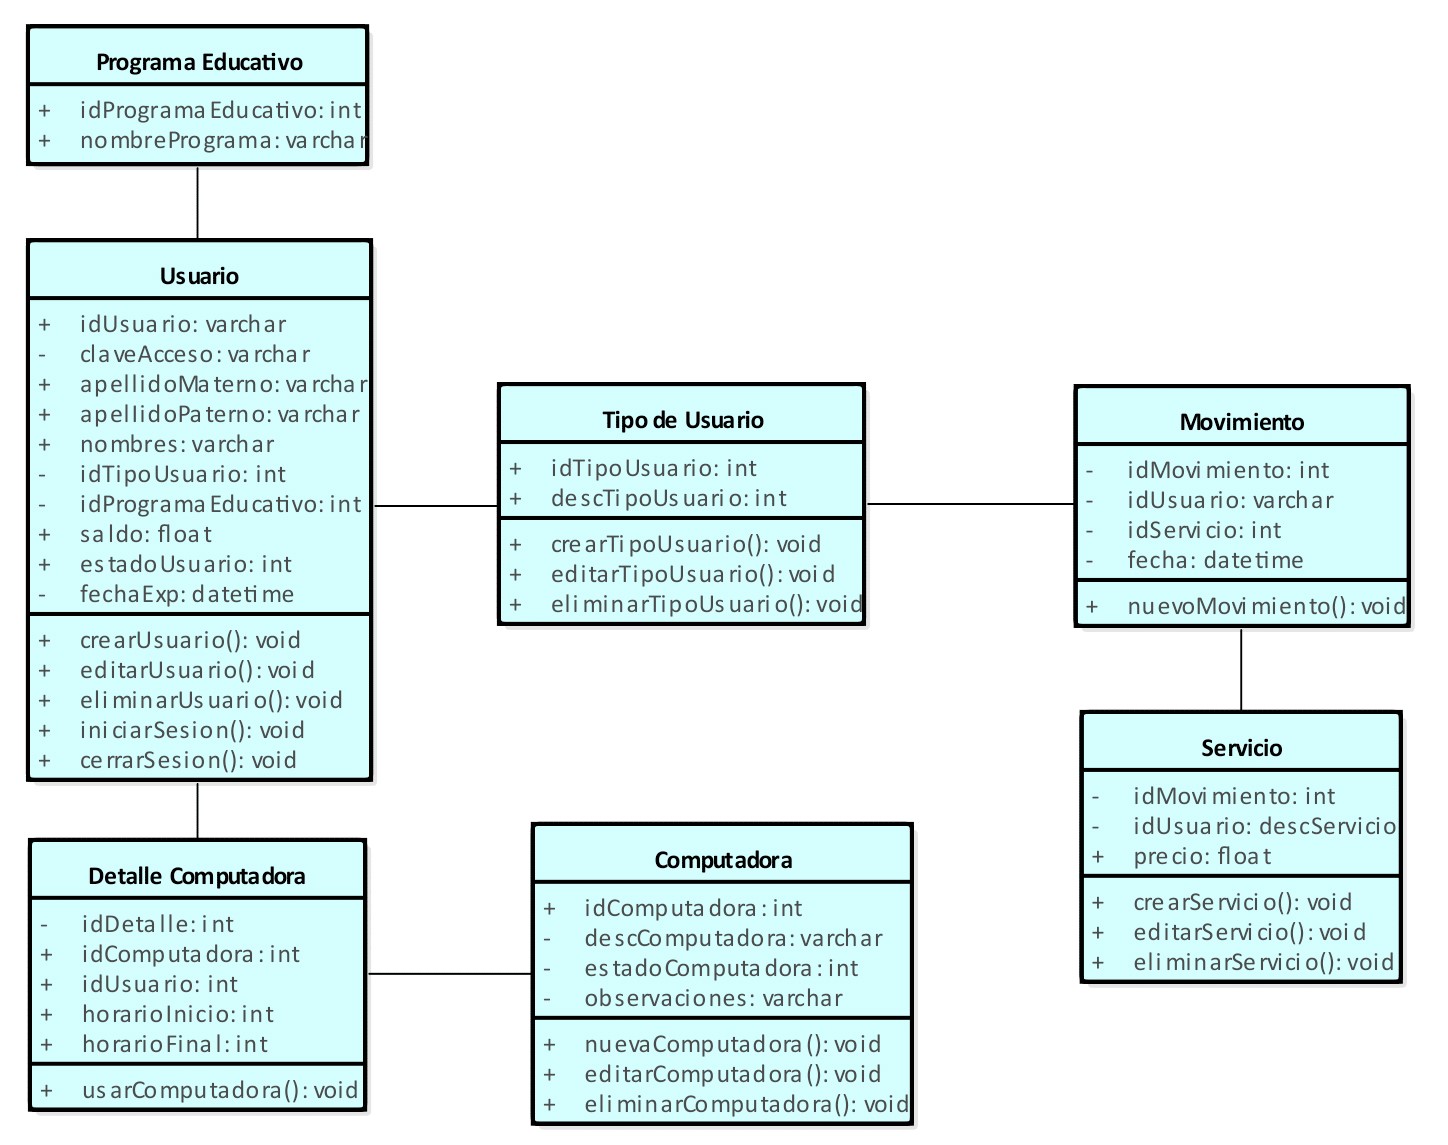 Programa Educativo
+ idProgramaEducativo: int
+ nombrePrograma: varchar
Usuario
+ idUsuario: varchar
- claveAcceso: varchar
+ apellidoMaterno: varchar
+ apellidoPaterno: varchar
+ nombres: varchar
- idTipoUsuario: int
- idProgramaEducativo: int
+ saldo: float
+ estadoUsuario: int
- fechaExp: datetime
+ crearUsuario(): void
+ editarUsuario(): void
+ eliminarUsuario(): void
+ iniciarSesion(): void
+ cerrarSesion(): void
Tipo de Usuario
+ idTipoUsuario: int
+ descTipoUsuario: int
+ crearTipoUsuario(): void
+ editarTipoUsuario(): void
+ eliminarTipoUsuario(): void
Movimiento
- idMovimiento: int
- idUsuario: varchar
- idServicio: int
- fecha: datetime
+ nuevoMovimiento(): void
Servicio
- idMovimiento: int
- idUsuario: descServicio
+ precio: float
+ crearServicio(): void
+ editarServicio(): void
+ eliminarServicio(): void
Detalle Computadora
- idDetalle: int
+ idComputadora: int
+ idUsuario: int
+ horarioInicio: int
+ horarioFinal: int
+ usarComputadora(): void
Computadora
+ idComputadora: int
- descComputadora: varchar
- estadoComputadora: int
- observaciones: varchar
+ nuevaComputadora(): void
+ editarComputadora(): void
+ eliminarComputadora(): void